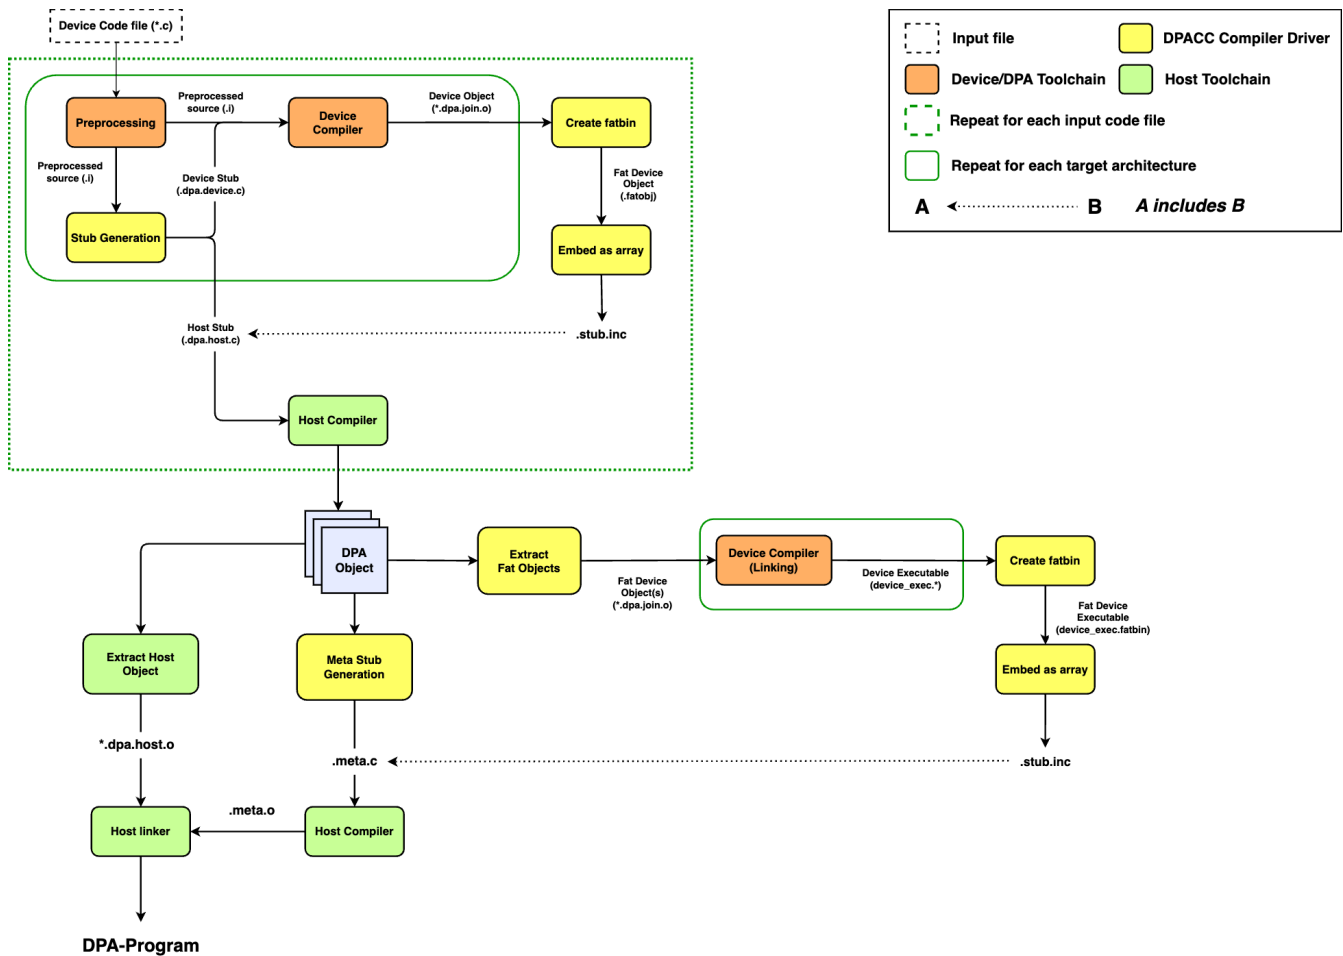 Device Code file (*.c)
Input file
DPACC Compiler Driver
Device/DPA Toolchain
Host Toolchain
Repeat for each input code file
Repeat for each target architecture
A
B
A includes B
Preprocessing
Preprocessed
source (.i)
Device
Compiler
Device Object
(*.dpa.join.o)
Create fatbin
Preprocessed
source (.i)
Device Stub
(.dpa.device.c)
Fat Device
Object
(.fatobj)
Stub Generation
Embed as array
Host Stub
(.dpa.host.c)
.stub.inc
Host Compiler
DPA
Object
Extract
Fat Objects
Fat Device
Object(s)
(*.dpa.join.o)
Device Compiler
(Linking)
Device Executable
(device_exec.*)
Create fatbin
Fat Device
Executable
(device_exec.fatbin)
Extract Host
Object
Meta Stub
Generation
Embed as array
*.dpa.host.o
.meta.c
.stub.inc
Host linker
.meta.o
Host Compiler
DPA-Program